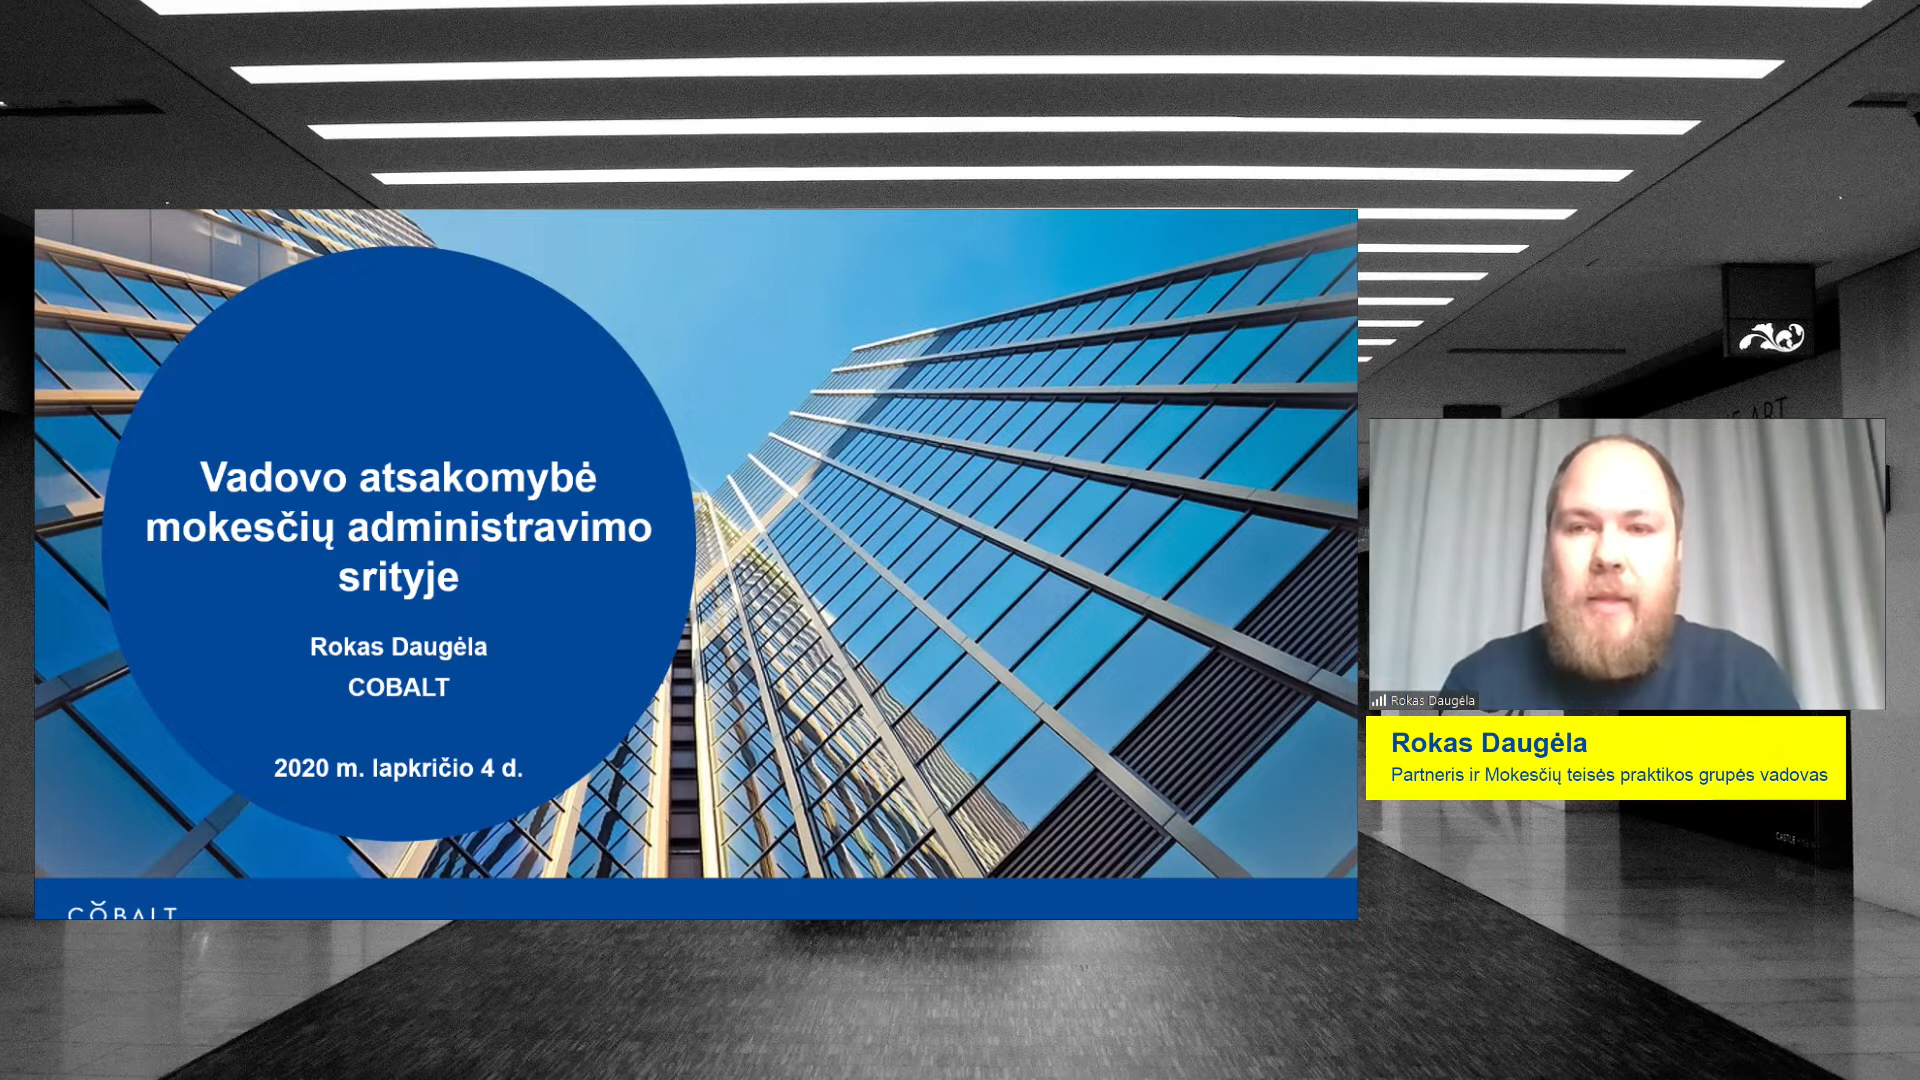 Vadovo atsakomybė
mokesčių administravimo
srityje
Rokas Daugėla
COBALT
2020 m. lapkričio 4 d.
COBALT
Rokas Daugėla
Rokas Daugėla
Partneris ir Mokesčių teisės praktikos grupės vadovas
ART